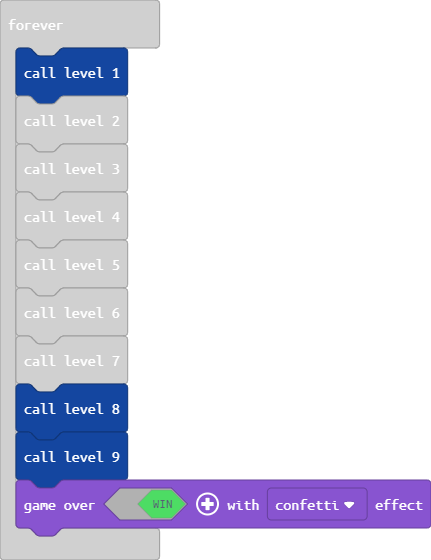 forever
call level 1
call level 2
call level 3
call level 4
call level 5
call level 6
call level 7
call level 8
call level 9
game over WIN with confetti effect